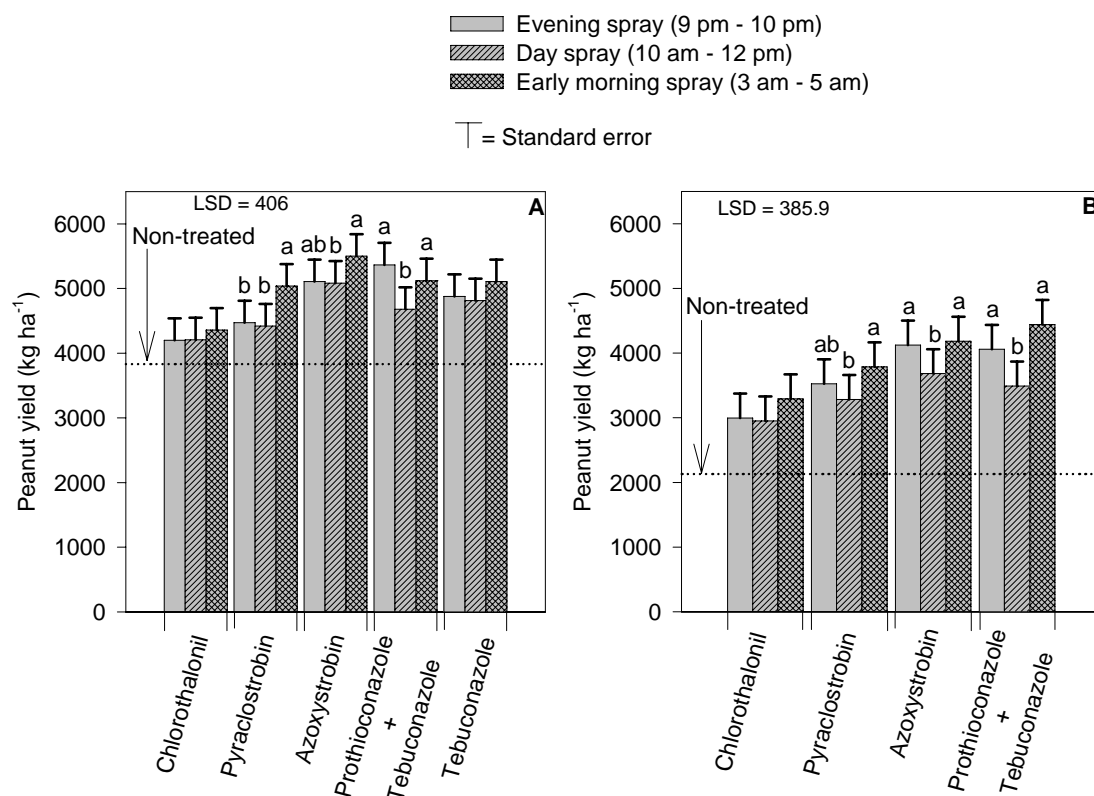 Evening spray (9 pm - 10 pm)
Day spray (10 am - 12 pm)
Early morning spray (3 am - 5 am)
= Standard error
LSD = 406
A
Non-treated
Peanut yield (kg ha-1)
6000
5000
4000
3000
2000
1000
0
b b a ab b a a b a
Chlorothalonil
Pyraclostrobin
Azoxystrobin
Prothioconazole
+
Tebuconazole
Tebuconazole
LSD = 385.9
B
Non-treated
Peanut yield (kg ha-1)
6000
5000
4000
3000
2000
1000
0
ab b a a b a a b a
Chlorothalonil
Pyraclostrobin
Azoxystrobin
Prothioconazole
+
Tebuconazole